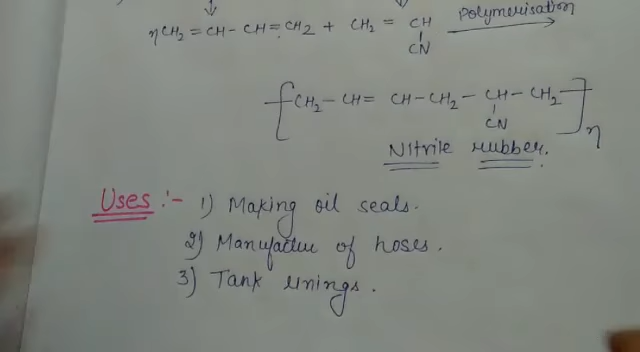 Polymerisation
nCH2 = CH - CH = CH2 + CH2 = CH
CN
[CH2 - CH = CH - CH2 - CH - CH2]n
CN
Nitrile rubber.
Uses :- 1) Making oil seals.
2) Manufactue of hoses.
3) Tank linings.